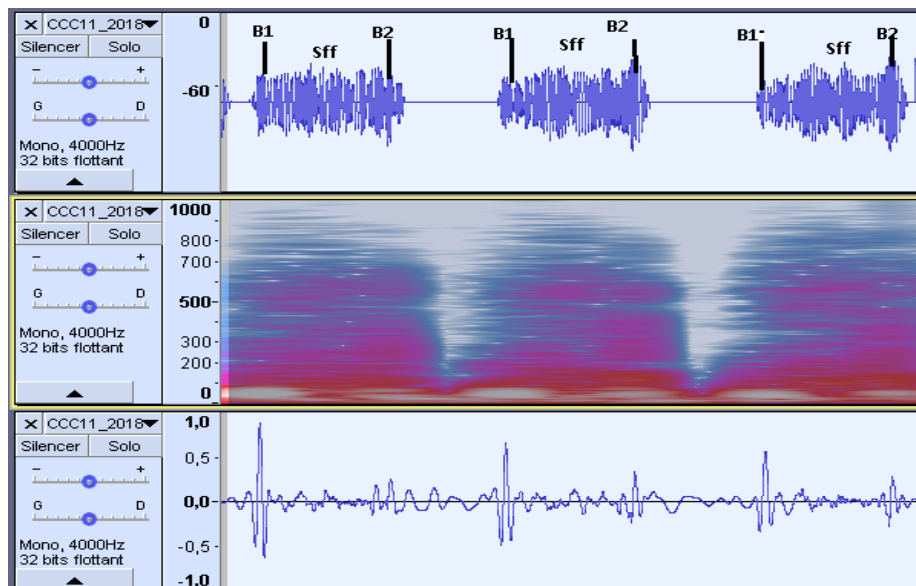 CCC11_2018
Silencer Solo
- +
G D
Mono, 4000Hz
32 bits flottant
0
-60
B1 Sff B2
B1 Sff B2
B1- Sff B2
CCC11_2018
Silencer Solo
- +
G D
Mono, 4000Hz
32 bits flottant
1000
800
700
500
300
200
0
CCC11_2018
Silencer Solo
- +
G D
Mono, 4000Hz
32 bits flottant
1,0
0,5
0,0
-0,5
-1,0